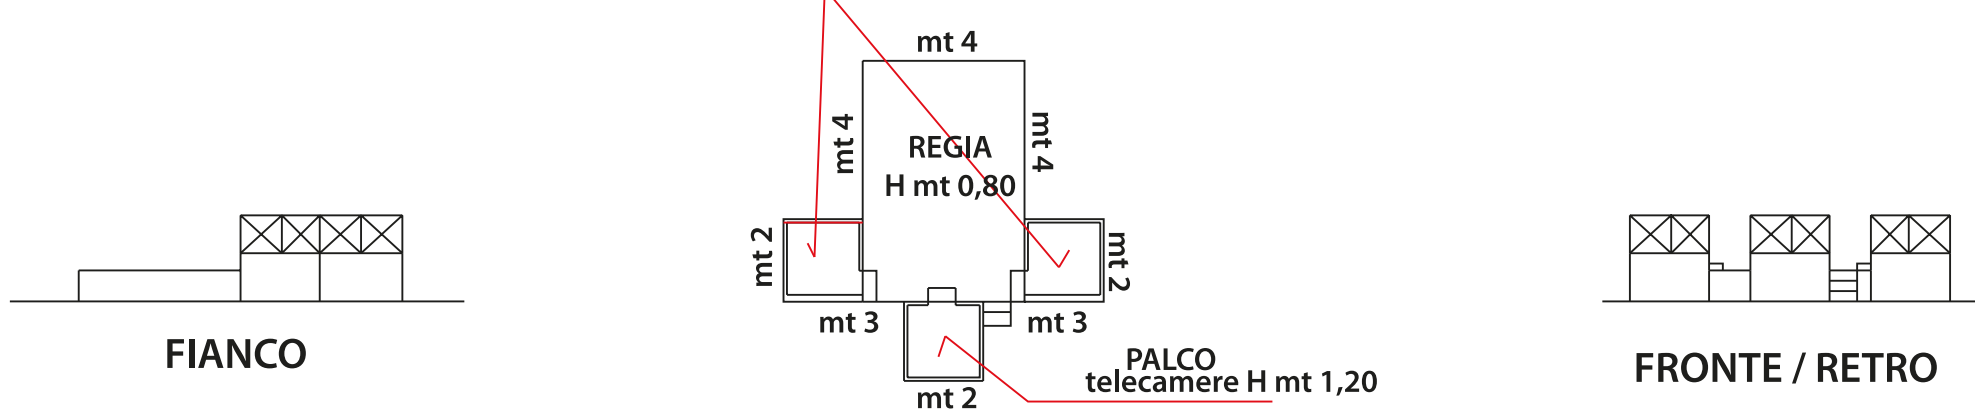 mt 4
mt 4
mt 4
REGIA
H mt 0,80
mt 2
mt 2
mt 3
mt 3
FIANCO
PALCO
telecamere H mt 1,20
mt 2
FRONTE / RETRO